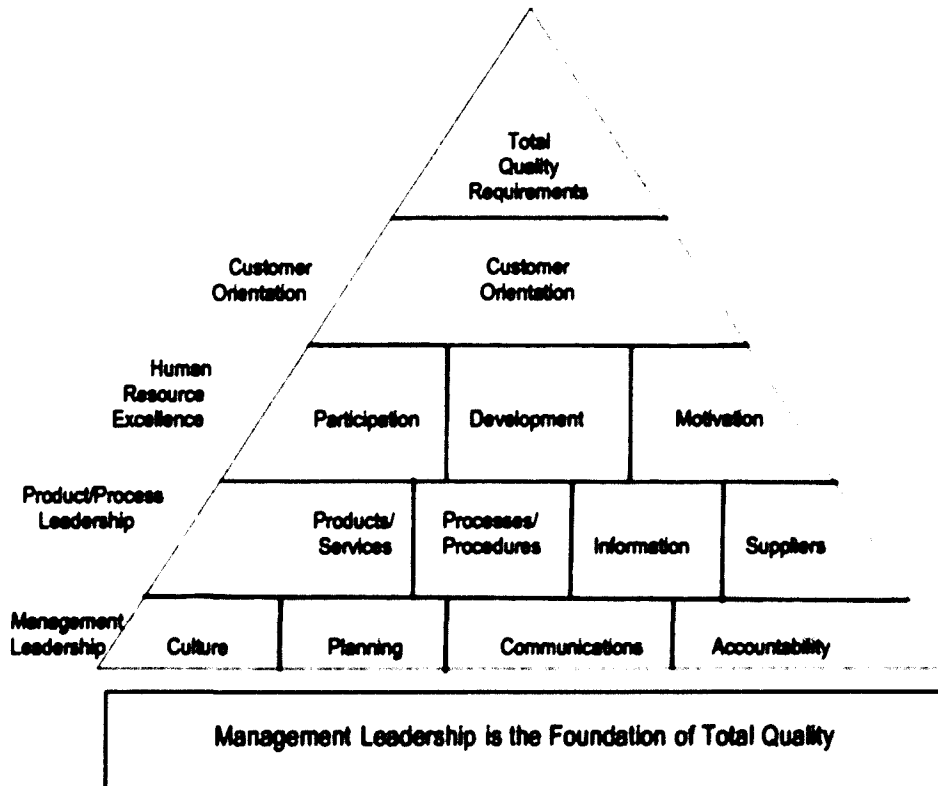 Total
Quality
Requirements
Customer
Orientation
Customer
Orientation
Human
Resource
Excellence
Participation
Development
Motivation
Product/Process
Leadership
Products/
Services
Processes/
Procedures
Information
Suppliers
Management
Leadership
Culture
Planning
Communications
Accountability
Management Leadership is the Foundation of Total Quality